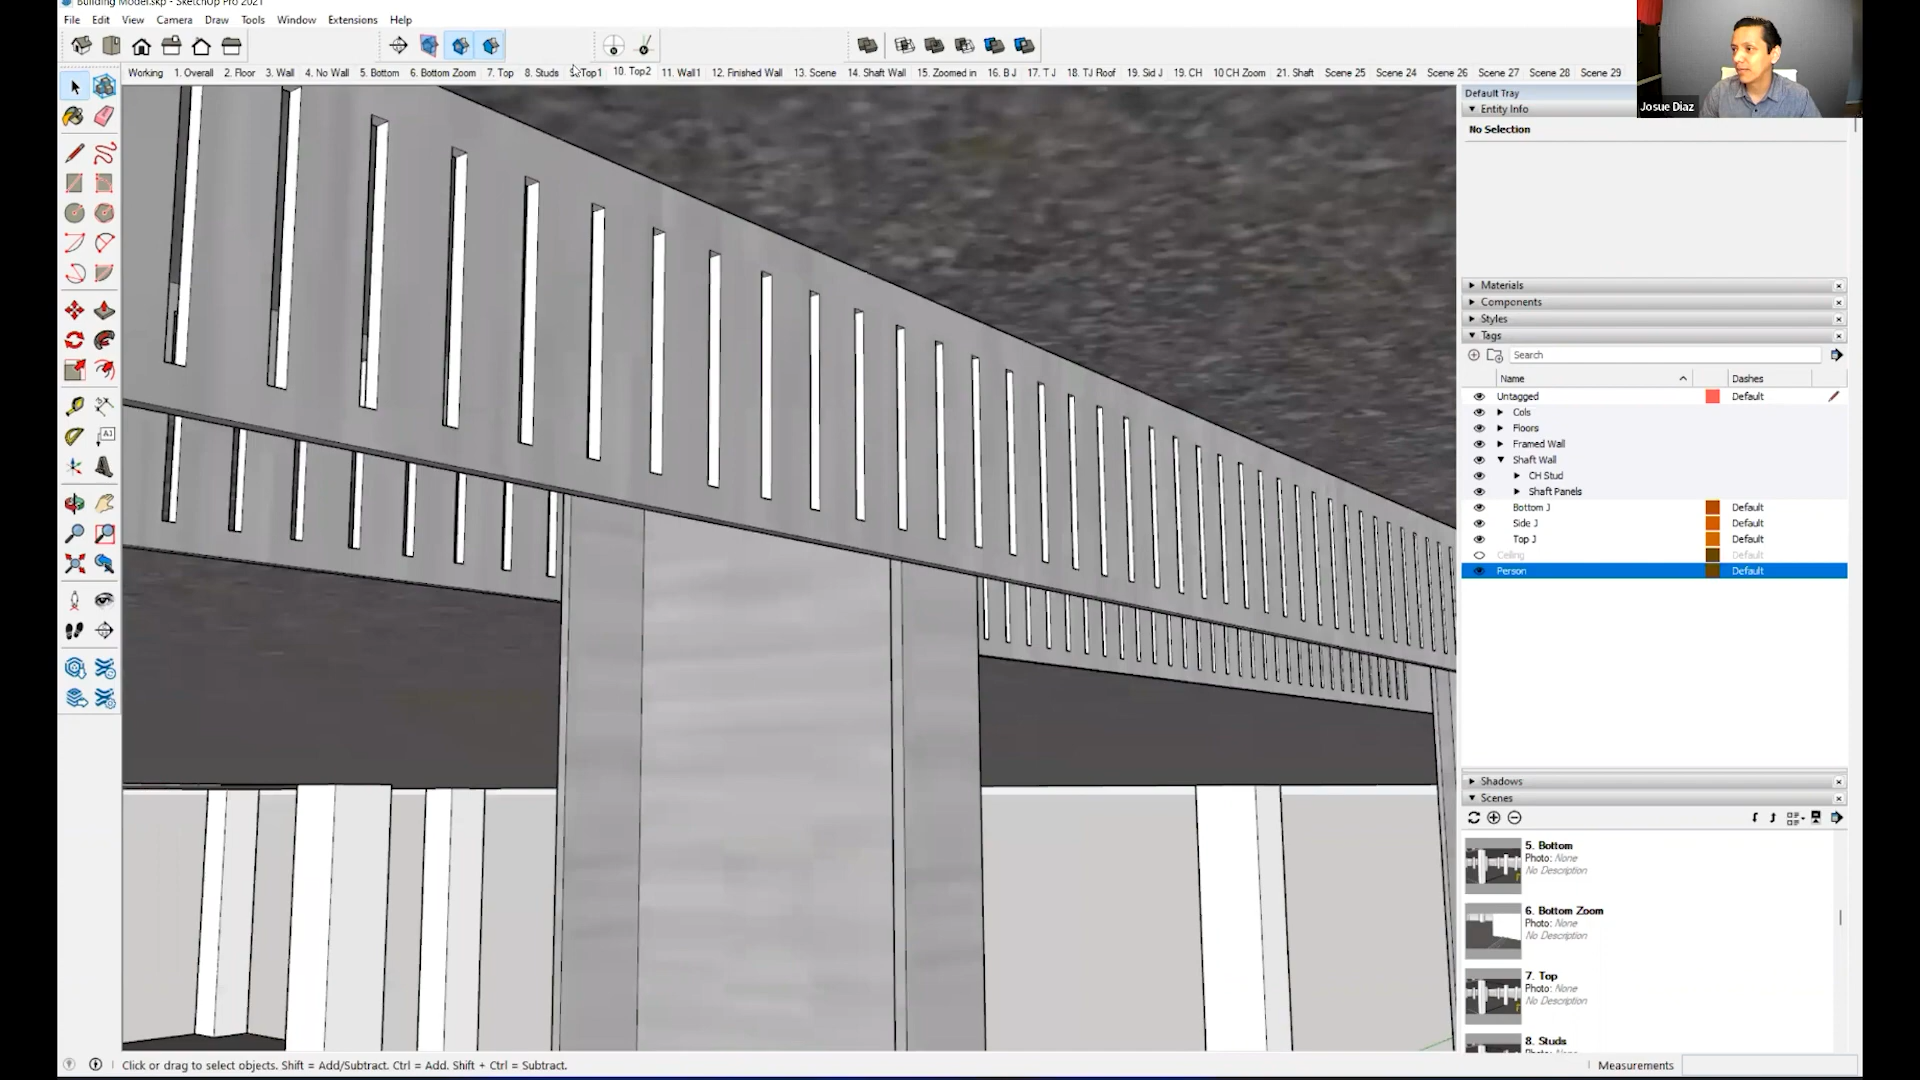 Building Model.skp - SketchUp Pro 2021
File Edit View Camera Draw Tools Window Extensions Help
Working 1. Overall 2. Floor 3. Wall 4. No Wall 5. Bottom 6. Bottom Zoom 7. Top 8. Studs 9. Top1 10. Top2 11. Wall1 12. Finished Wall 13. Scene 14. Shaft Wall 15. Zoomed in 16. B J 17. T J 18. TJ Roof 19. Sid J 19. CH 10 CH Zoom 21. Shaft Scene 25 Scene 24 Scene 26 Scene 27 Scene 28 Scene 29
Josue Diaz
Default Tray
Entity Info
No Selection
Materials
Components
Styles
Tags
Search
Name Dashes
Untagged Default
Cols
Floors
Framed Wall
Shaft Wall
CH Stud
Shaft Panels
Bottom J Default
Side J Default
Top J Default
Ceiling Default
Person Default
Shadows
Scenes
5. Bottom
Photo: None
No Description
6. Bottom Zoom
Photo: None
No Description
7. Top
Photo: None
No Description
8. Studs
Click or drag to select objects. Shift = Add/Subtract. Ctrl = Add. Shift + Ctrl = Subtract.
Measurements